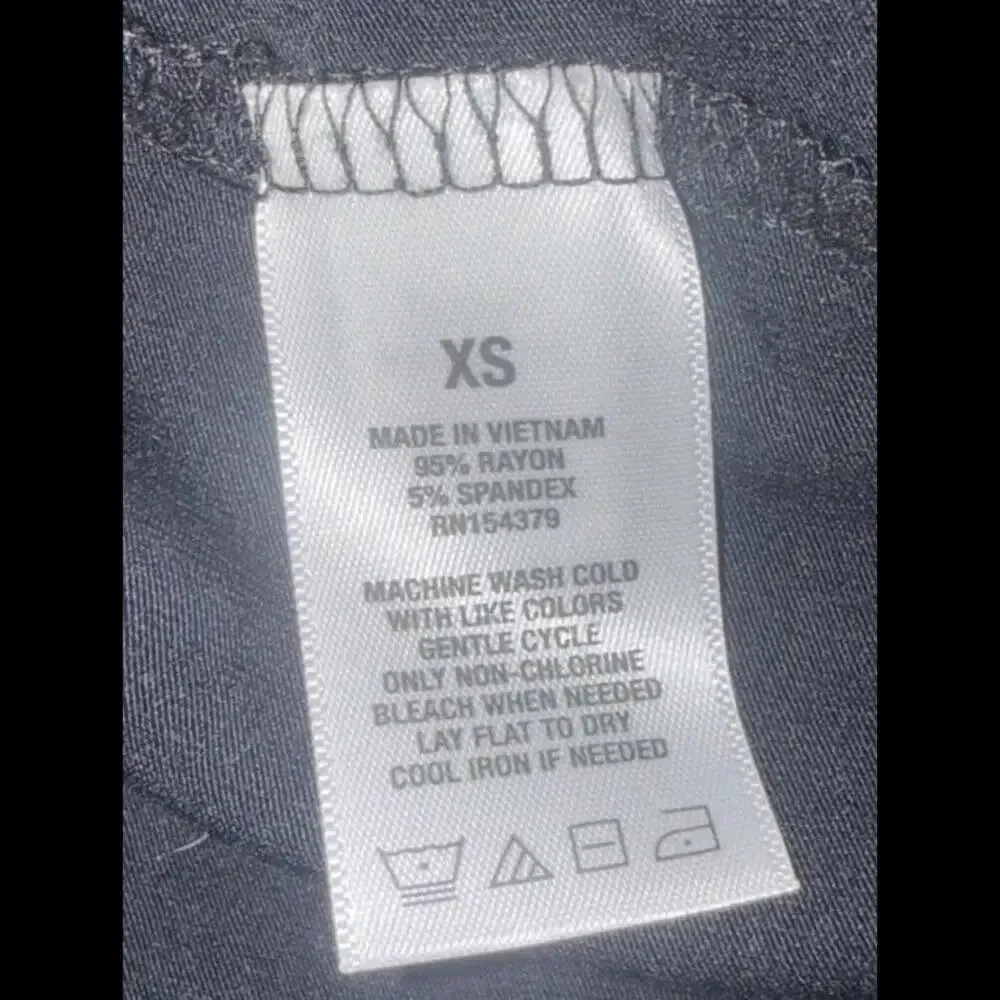 XS
MADE IN VIETNAM
95% RAYON
5% SPANDEX
RN154379
MACHINE WASH COLD
WITH LIKE COLORS
GENTLE CYCLE
ONLY NON-CHLORINE
BLEACH WHEN NEEDED
LAY FLAT TO DRY
COOL IRON IF NEEDED